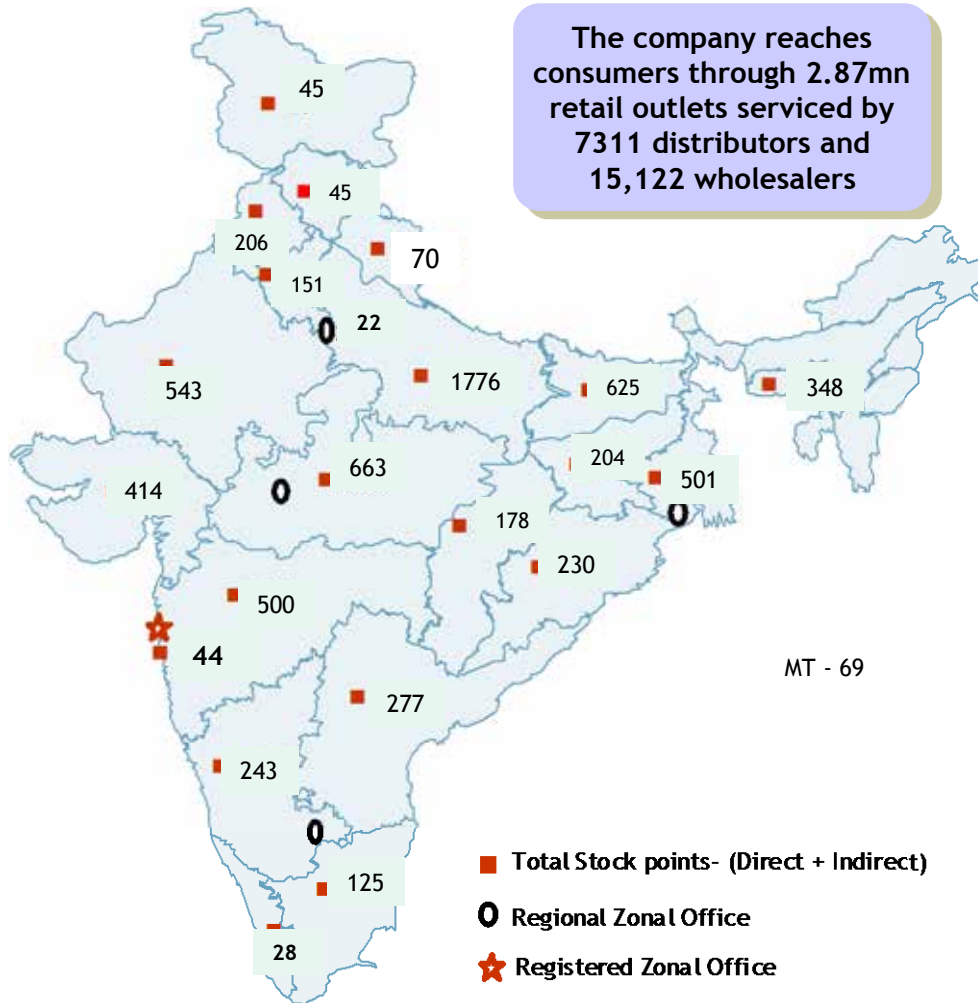 The company reaches
consumers through 2.87mn
retail outlets serviced by
7311 distributors and
15,122 wholesalers
45
45
206
70
151
22
543
1776
625
348
663
204
501
414
178
230
500
44
MT - 69
277
243
125
28
Total Stock points- (Direct + Indirect)
Regional Zonal Office
Registered Zonal Office